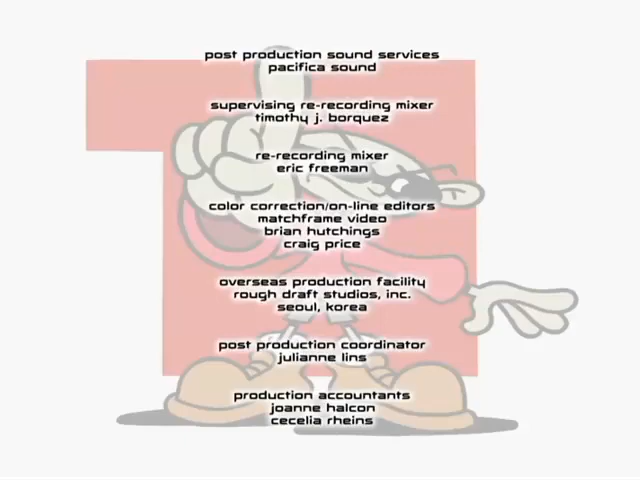 post production sound services
pacifica sound
supervising re-recording mixer
timothy j. borquez
re-recording mixer
eric freeman
color correction/on-line editors
matchframe video
brian hutchings
craig price
overseas production facility
rough draft studios, inc.
seoul, korea
post production coordinator
julianne lins
production accountants
joanne halcon
cecelia rheins